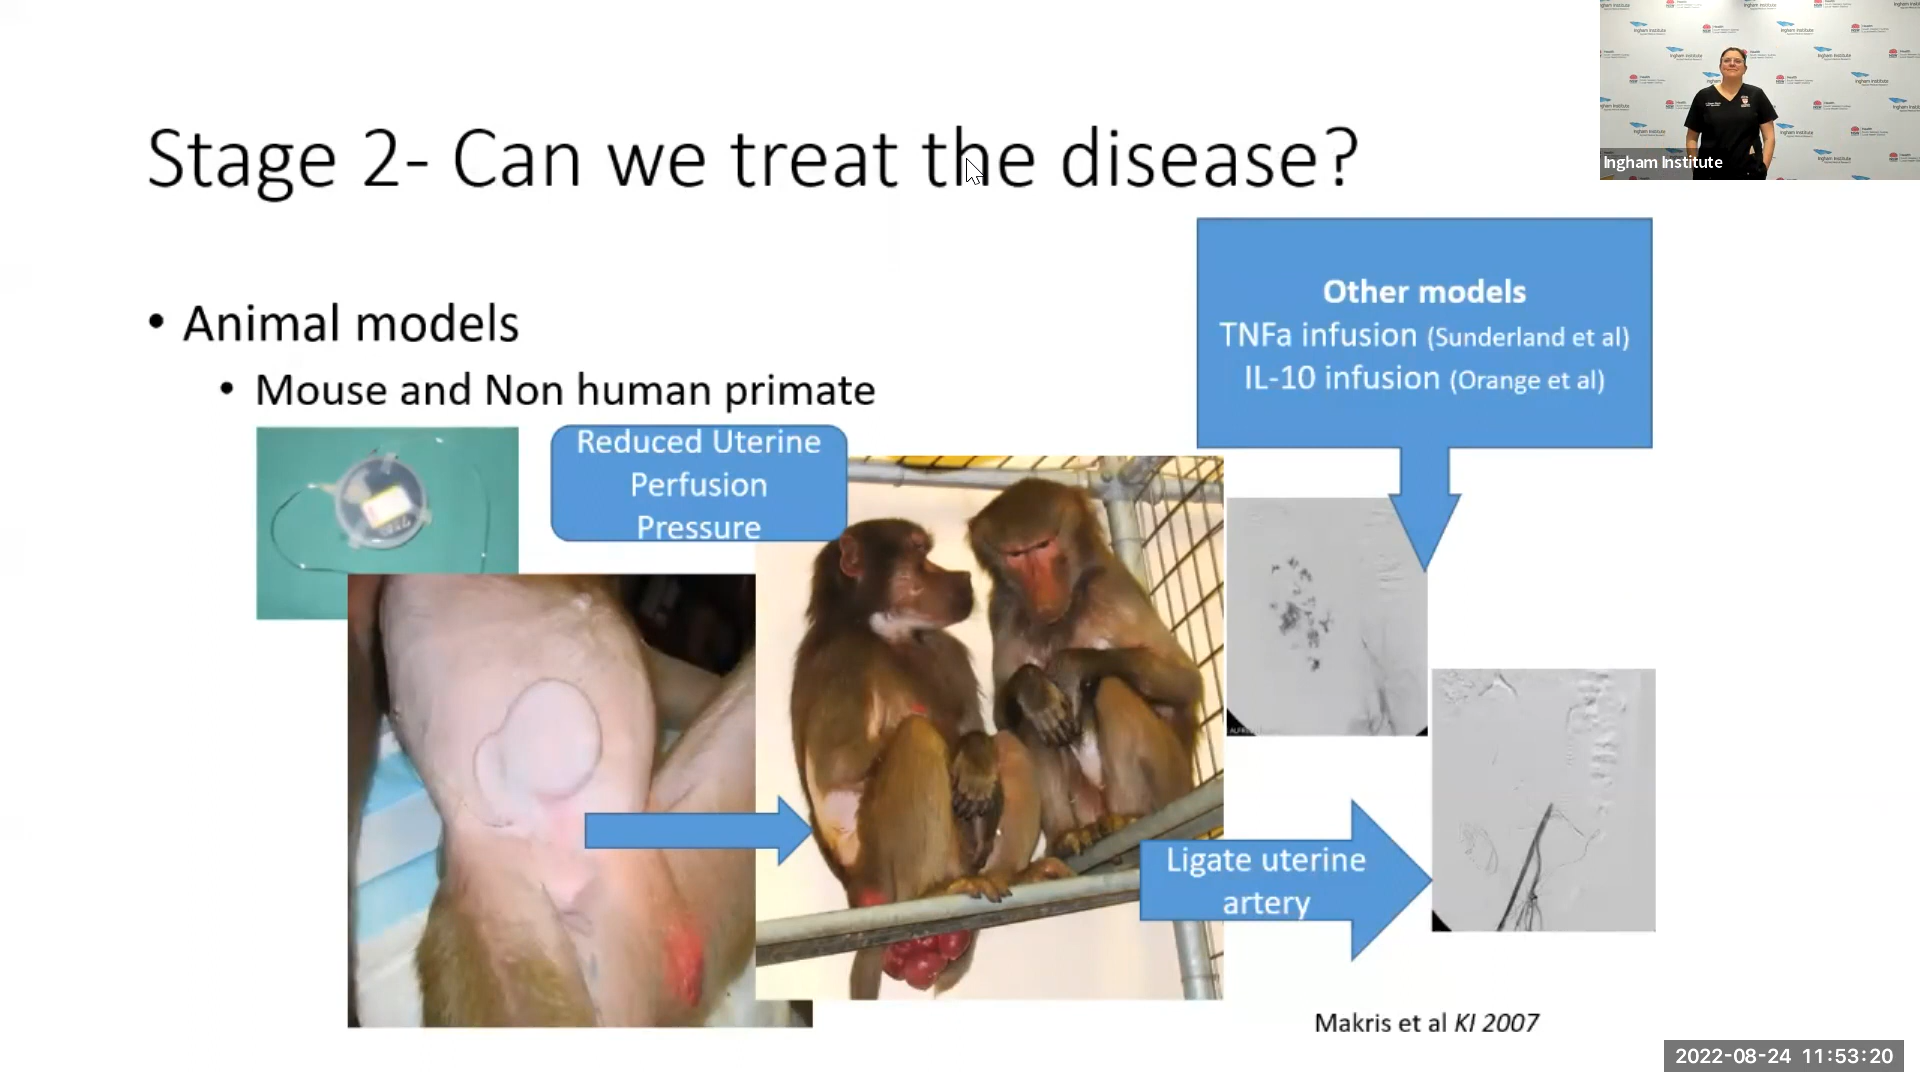 Stage 2- Can we treat the disease?
Ingham Institute
• Animal models
• Mouse and Non human primate
Other models
TNFa infusion (Sunderland et al)
IL-10 infusion (Orange et al)
Reduced Uterine
Perfusion
Pressure
Ligate uterine
artery
Makris et al KI 2007
2022-08-24 11:53:20